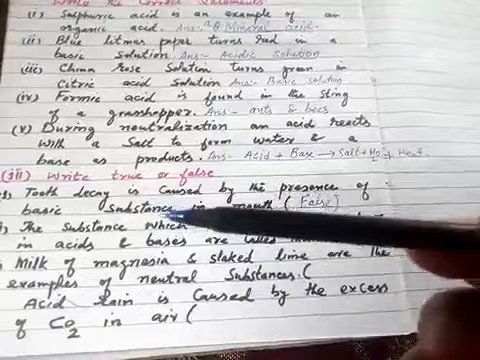 Write the correct statements
(i) Sulphuric acid is an example of an
organic acid. Ans:- Mineral acid.
(ii) Blue litmus paper turns red in a
basic solution. Ans:- Acidic Solution
(iii) China rose Solution turns green in
Citric acid Solution Ans:- Basic Solution
(iv) Formic acid is found in the sting
of a grasshopper. Ans:- ants & bees
(v) During neutralization an acid reacts
with a Salt to form water & a
base as products. Ans:- Acid + Base → Salt + H2O + Heat.
(iii) Write true or false
Tooth decay is Caused by the presence of
basic Substance in mouth ( False)
The Substance which
in acids & bases are called
Milk of magnesia & slaked lime are the
examples of neutral Substances. (
Acid Rain is Caused by the excess
of Co2 in air (